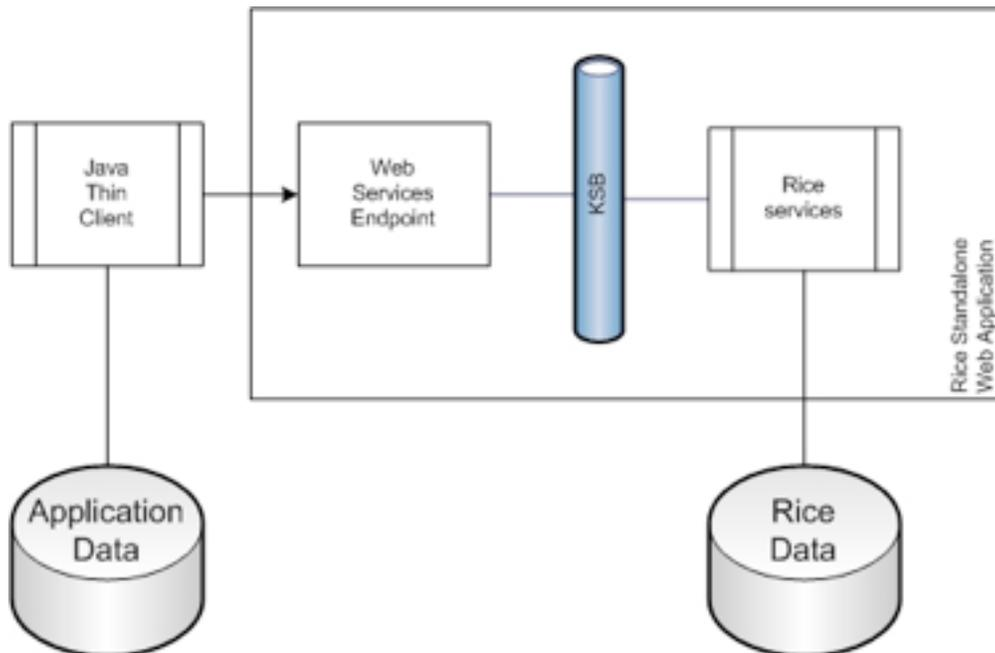 Java
Thin
Client
Web
Services
Endpoint
KSB
Rice
services
Rice Standalone
Web Application
Application
Data
Rice
Data